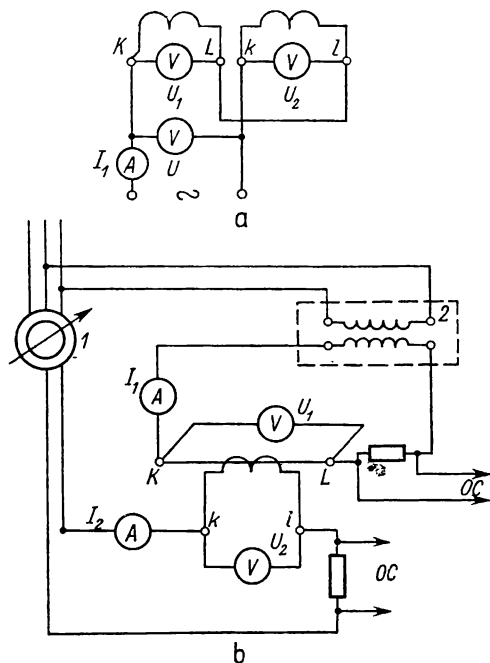 K V L k V l
U₁ U₂
V
I₁ A U
~
a
1
2
I₁ A
V U₁
K L
OC
I₂ A k l
V U₂
OC
b